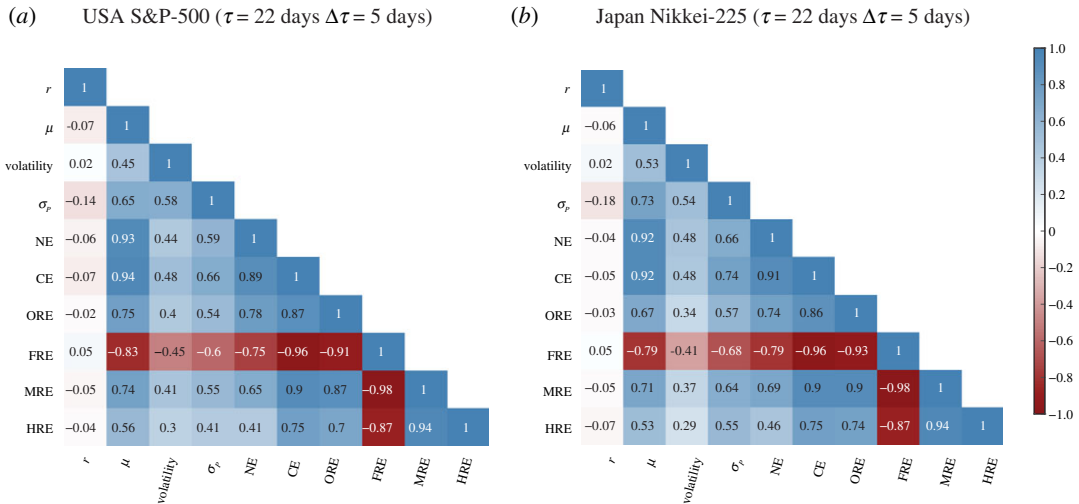 (a) USA S&P-500 (τ = 22 days Δτ = 5 days)
r 1
μ -0.07 1
volatility 0.02 0.45 1
σP −0.14 0.65 0.58 1
NE −0.06 0.93 0.44 0.59 1
CE −0.07 0.94 0.48 0.66 0.89 1
ORE −0.02 0.75 0.4 0.54 0.78 0.87 1
FRE 0.05 −0.83 −0.45 −0.6 −0.75 −0.96 −0.91 1
MRE −0.05 0.74 0.41 0.55 0.65 0.9 0.87 −0.98 1
HRE −0.04 0.56 0.3 0.41 0.41 0.75 0.7 −0.87 0.94 1
r μ volatility σP NE CE ORE FRE MRE HRE
(b) Japan Nikkei-225 (τ = 22 days Δτ = 5 days)
r 1
μ −0.06 1
volatility 0.02 0.53 1
σP −0.18 0.73 0.54 1
NE −0.04 0.92 0.48 0.66 1
CE −0.05 0.92 0.48 0.74 0.91 1
ORE −0.03 0.67 0.34 0.57 0.74 0.86 1
FRE 0.05 −0.79 −0.41 −0.68 −0.79 −0.96 −0.93 1
MRE −0.05 0.71 0.37 0.64 0.69 0.9 0.9 −0.98 1
HRE −0.07 0.53 0.29 0.55 0.46 0.75 0.74 −0.87 0.94 1
r μ volatility σP NE CE ORE FRE MRE HRE
1.0
0.8
0.6
0.4
0.2
0
−0.2
−0.4
−0.6
−0.8
−1.0